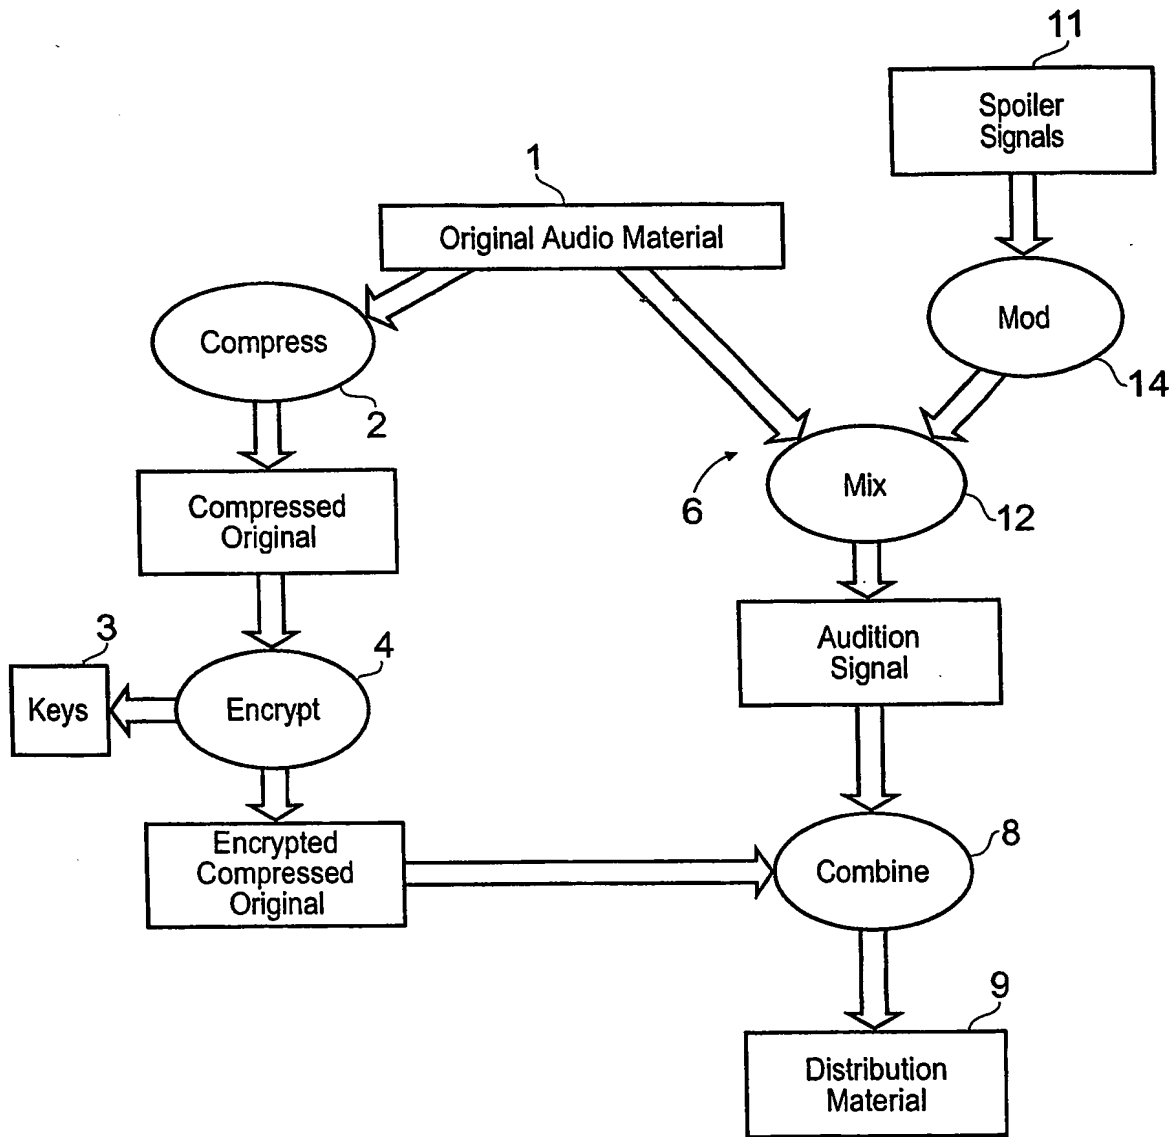 11
Spoiler
Signals
1
Original Audio Material
Compress
2
Mod
14
6
Mix
12
Compressed
Original
3
Keys
4
Encrypt
Audition
Signal
Encrypted
Compressed
Original
8
Combine
9
Distribution
Material